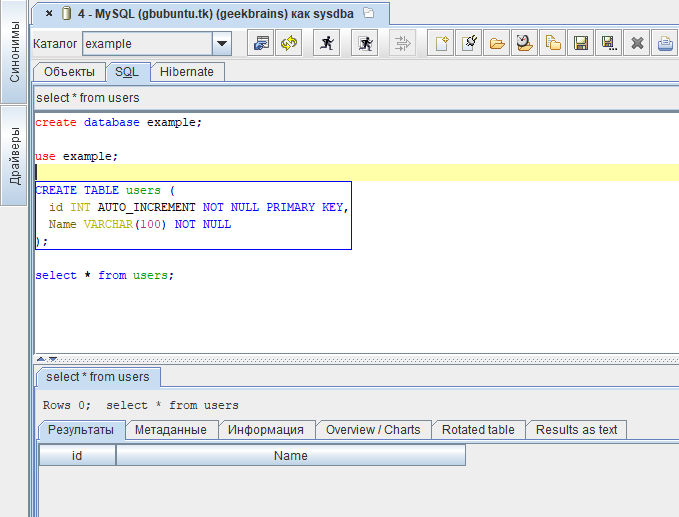 Синонимы
Драйверы
4 - MySQL (gbubuntu.tk) (geekbrains) как sysdba
Каталог example
Объекты SQL Hibernate
select * from users
create database example;
use example;
CREATE TABLE users (
id INT AUTO_INCREMENT NOT NULL PRIMARY KEY,
Name VARCHAR(100) NOT NULL
);
select * from users;
select * from users
Rows 0; select * from users
Результаты Метаданные Информация Overview / Charts Rotated table Results as text
id Name